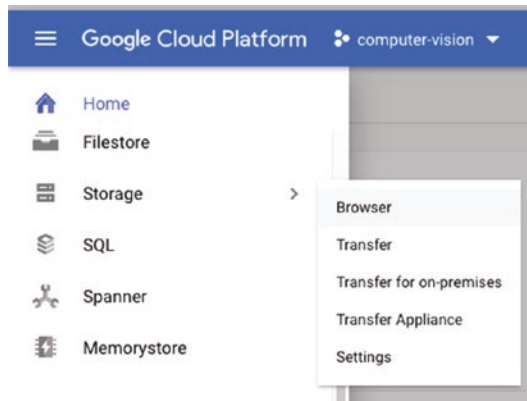 Google Cloud Platform computer-vision
Home
Filestore
Storage
SQL
Spanner
Memorystore
Browser
Transfer
Transfer for on-premises
Transfer Appliance
Settings